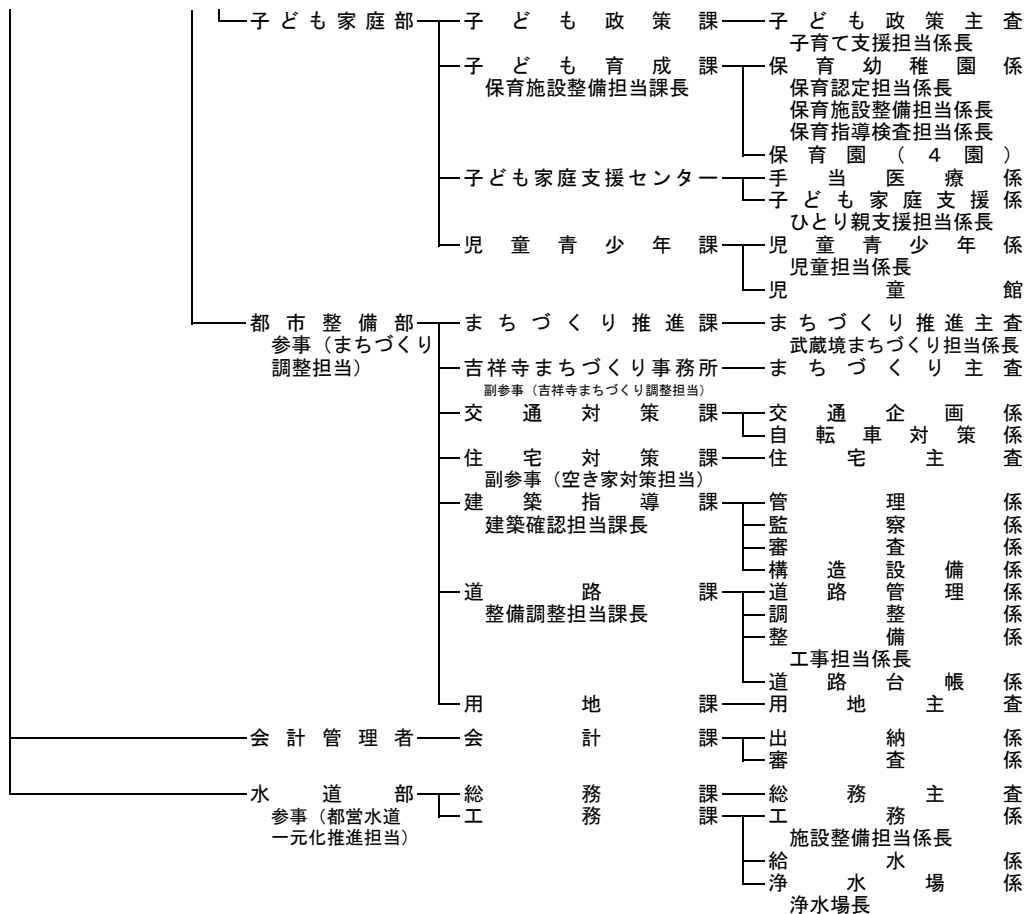 子ども家庭部 子ども政策課 子ども政策主査
子育て支援担当係長
子ども育成課 保育幼稚園係
保育施設整備担当課長 保育認定担当係長
保育施設整備担当係長
保育指導検査担当係長
保育園（４園）
子ども家庭支援センター 手当医療係
子ども家庭支援係
ひとり親支援担当係長
児童青少年課 児童青少年係
児童担当係長
児童館
都市整備部 まちづくり推進課 まちづくり推進主査
参事（まちづくり 武蔵境まちづくり担当係長
調整担当） 吉祥寺まちづくり事務所 まちづくり主査
副参事（吉祥寺まちづくり調整担当）
交通対策課 交通企画係
自転車対策係
住宅対策課 住宅主査
副参事（空き家対策担当）
建築指導課 管理係
建築確認担当課長 監察係
審査係
構造設備係
道路課 道路管理係
整備調整担当課長 調整係
整備係
工事担当係長
道路台帳係
用地課 用地主査
会計管理者 会計課 出納係
審査係
水道部 総務課 総務主査
参事（都営水道 工務課 工務係
一元化推進担当） 施設整備担当係長
給水係
浄水場係
浄水場長